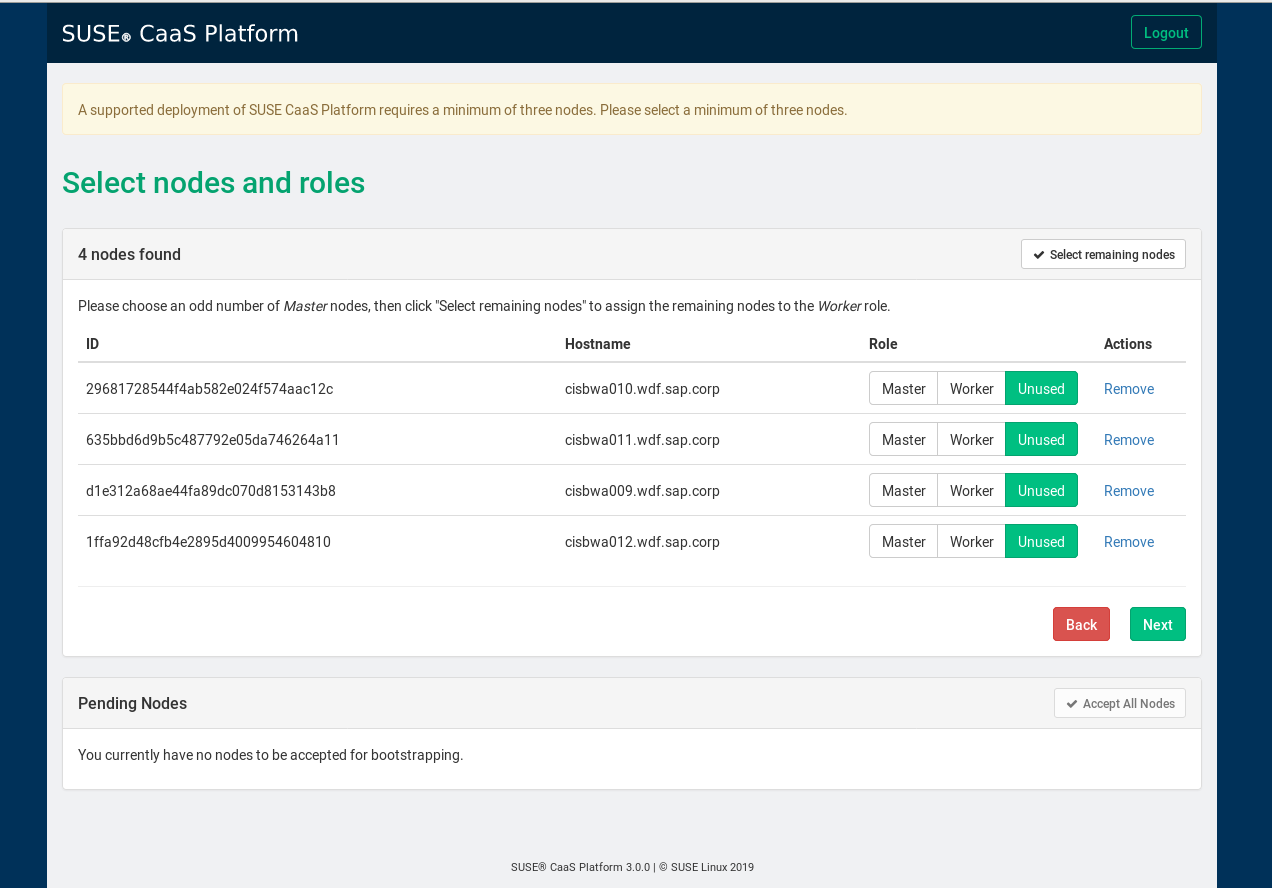 SUSE® CaaS Platform
Logout
A supported deployment of SUSE CaaS Platform requires a minimum of three nodes. Please select a minimum of three nodes.
Select nodes and roles
4 nodes found
Select remaining nodes
Please choose an odd number of Master nodes, then click "Select remaining nodes" to assign the remaining nodes to the Worker role.
ID Hostname Role Actions
29681728544f4ab582e024f574aac12c cisbwa010.wdf.sap.corp Master Worker Unused Remove
635bbd6d9b5c487792e05da746264a11 cisbwa011.wdf.sap.corp Master Worker Unused Remove
d1e312a68ae44fa89dc070d8153143b8 cisbwa009.wdf.sap.corp Master Worker Unused Remove
1ffa92d48cfb4e2895d4009954604810 cisbwa012.wdf.sap.corp Master Worker Unused Remove
Back Next
Pending Nodes
Accept All Nodes
You currently have no nodes to be accepted for bootstrapping.
SUSE® CaaS Platform 3.0.0 | © SUSE Linux 2019